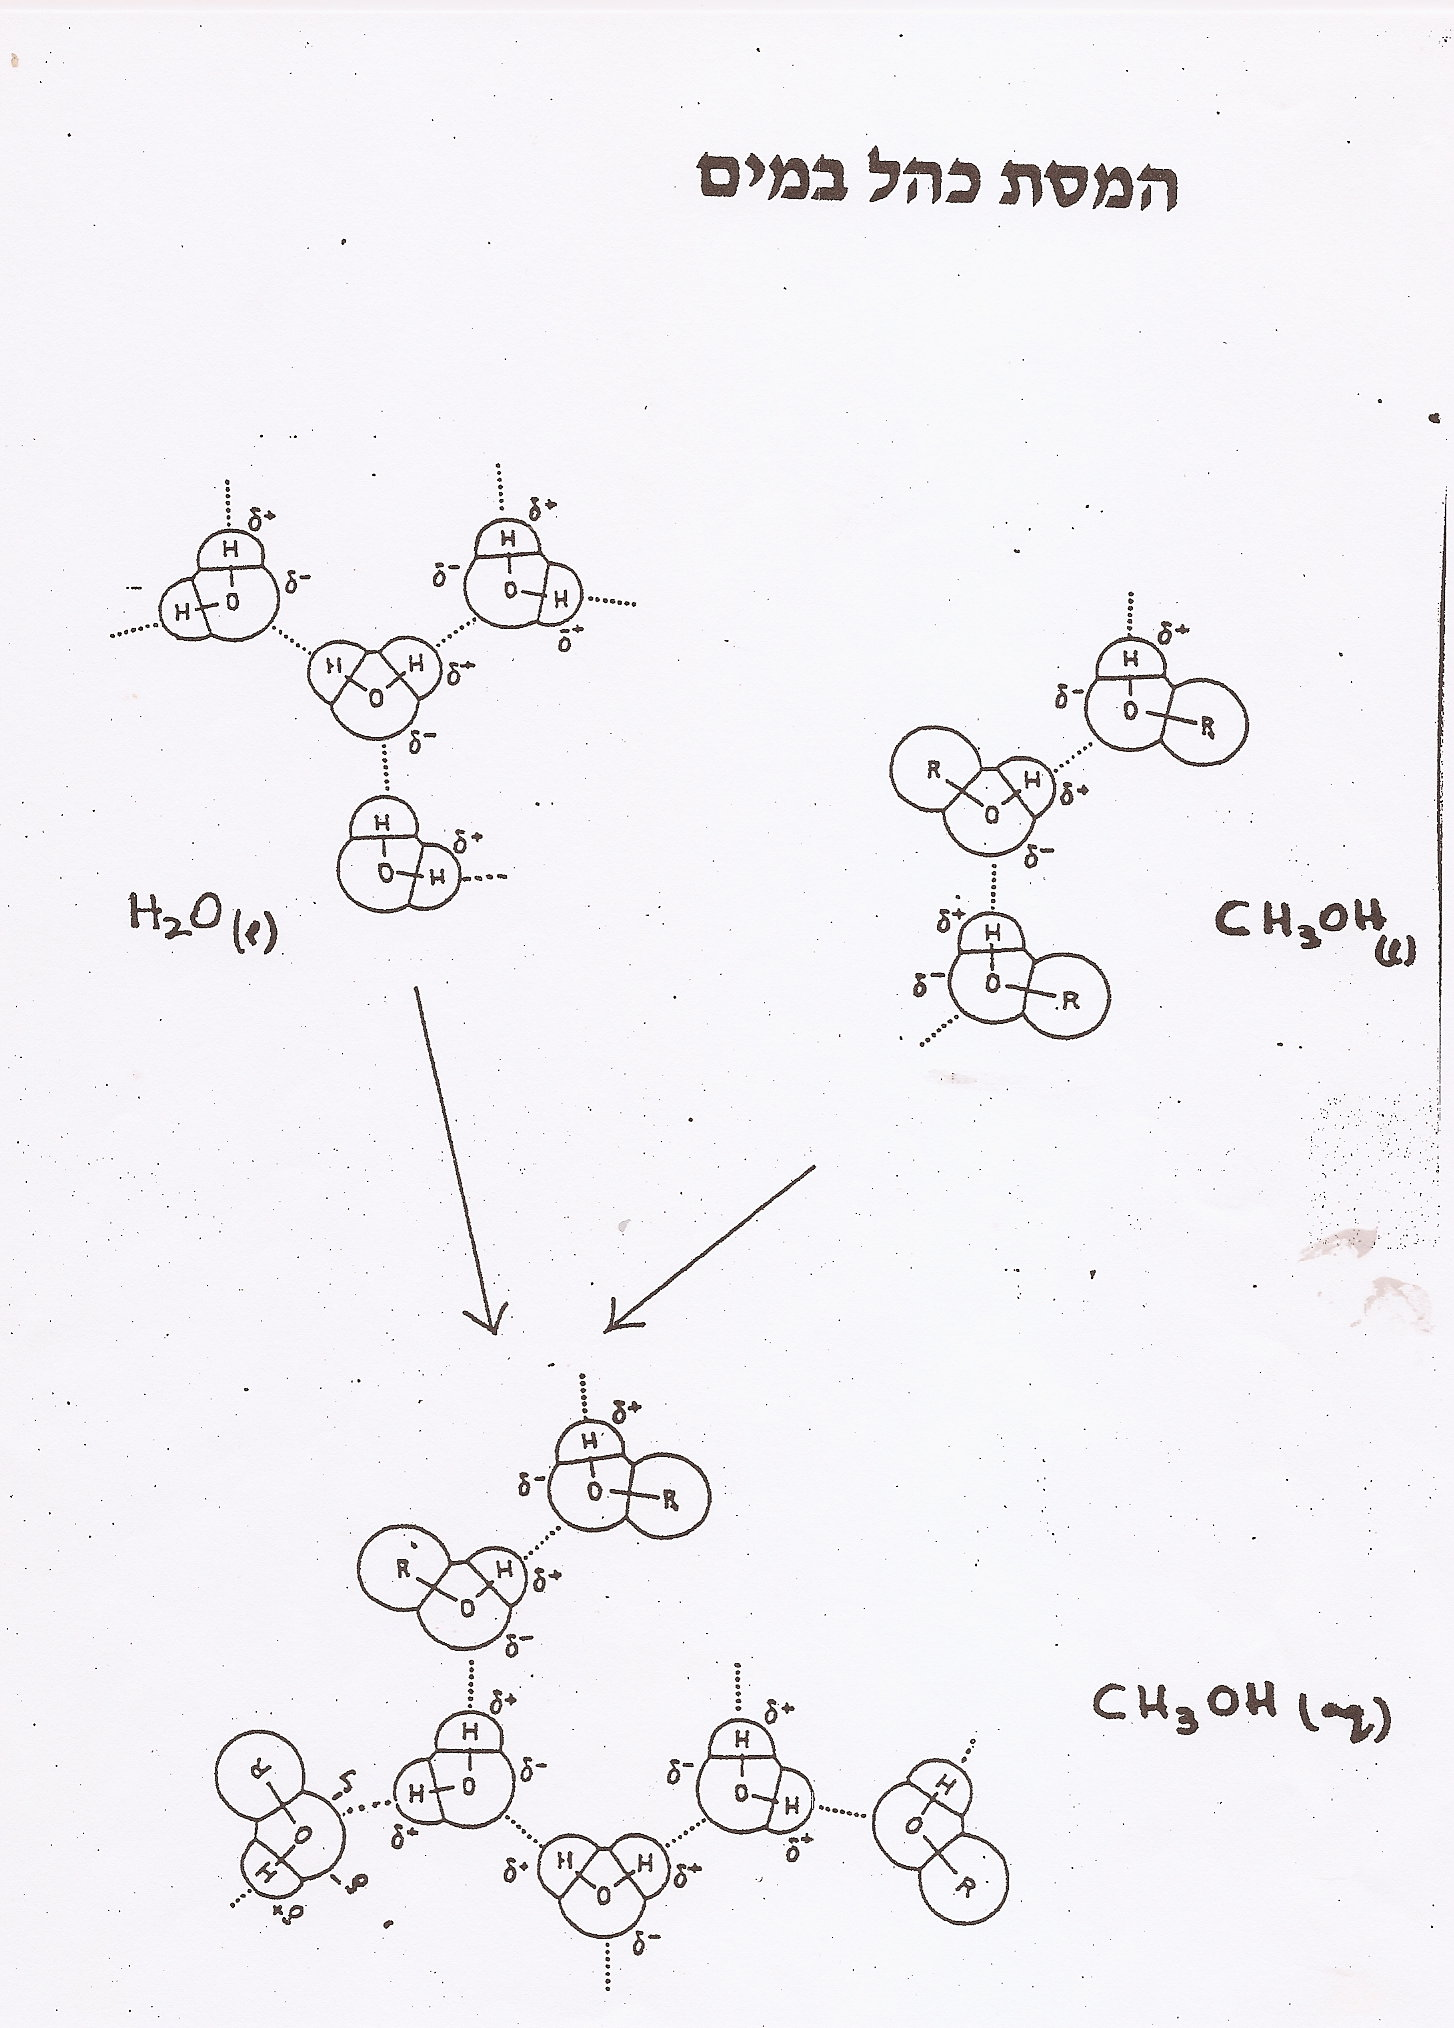 המסת כהל במים
δ+
δ+
H
H
δ-
δ-
H
O
O
H
δ+
H
H
δ+
O
δ-
H
δ+
O
H
H₂O(l)
δ+
H
δ-
O
R
R
H
δ+
O
δ-
δ+
H
δ-
O
R
CH₃OH(l)
δ+
H
δ-
O
R
R
H
δ+
O
δ-
δ+
H
δ-
H
O
δ+
δ+
H
δ-
O
H
δ+
R
O
H
δ-
δ+
H
O
R
δ+
H
H
δ+
O
δ-
CH₃OH (aq)